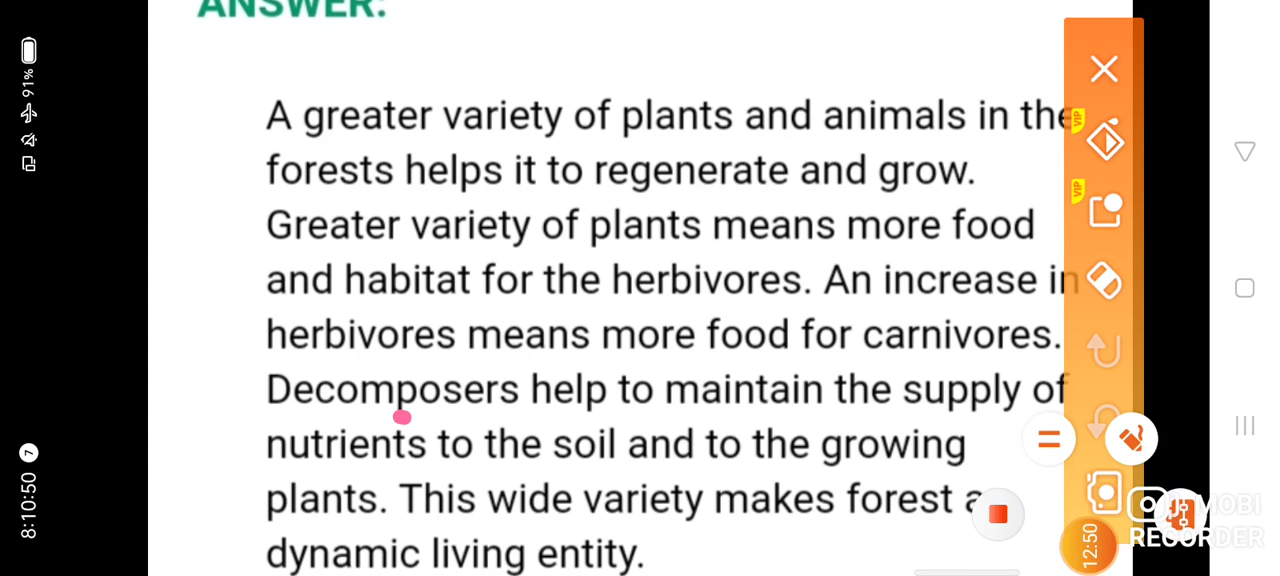 ANSWER:
A greater variety of plants and animals in the
forests helps it to regenerate and grow.
Greater variety of plants means more food
and habitat for the herbivores. An increase in
herbivores means more food for carnivores.
Decomposers help to maintain the supply of
nutrients to the soil and to the growing
plants. This wide variety makes forest a
dynamic living entity.
91%
8:10:50
7
VIP
VIP
12:50
MOBI
RECORDER